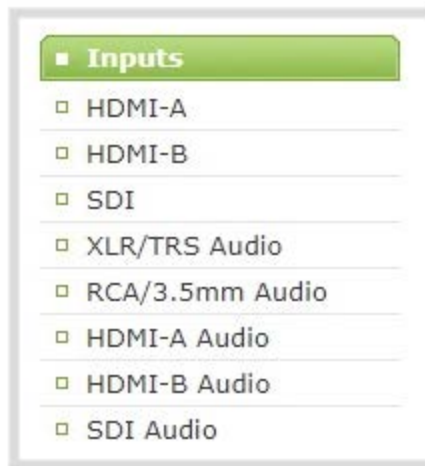 Inputs
HDMI-A
HDMI-B
SDI
XLR/TRS Audio
RCA/3.5mm Audio
HDMI-A Audio
HDMI-B Audio
SDI Audio